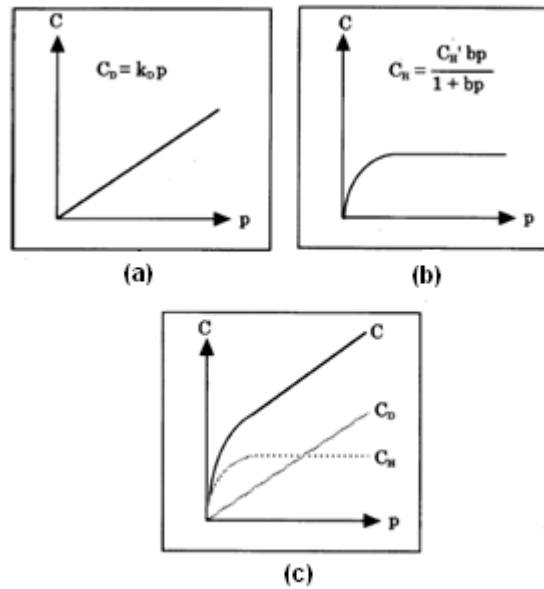 C
C_D = k_D p
p
(a)
C
C_H = C_H' bp / 1 + bp
p
(b)
C
C
C_D
C_H
p
(c)